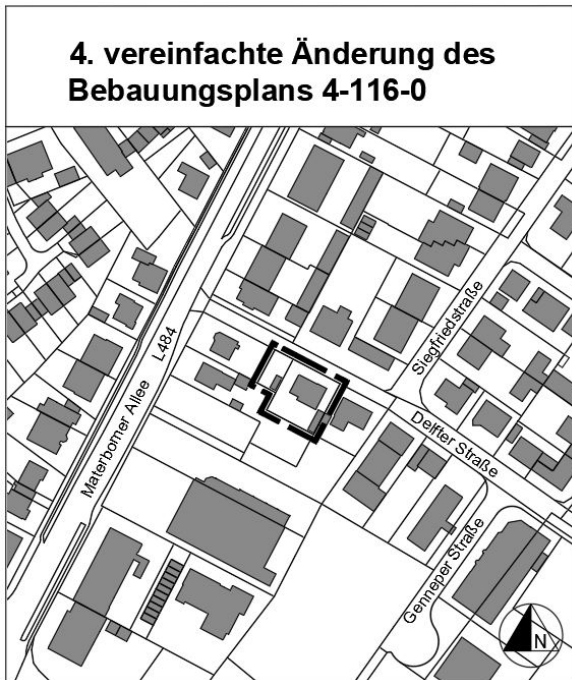 4. vereinfachte Änderung des
Bebauungsplans 4-116-0
Siegfriedstraße
L484
Materborner Allee
Delfter Straße
Genneper Straße
N